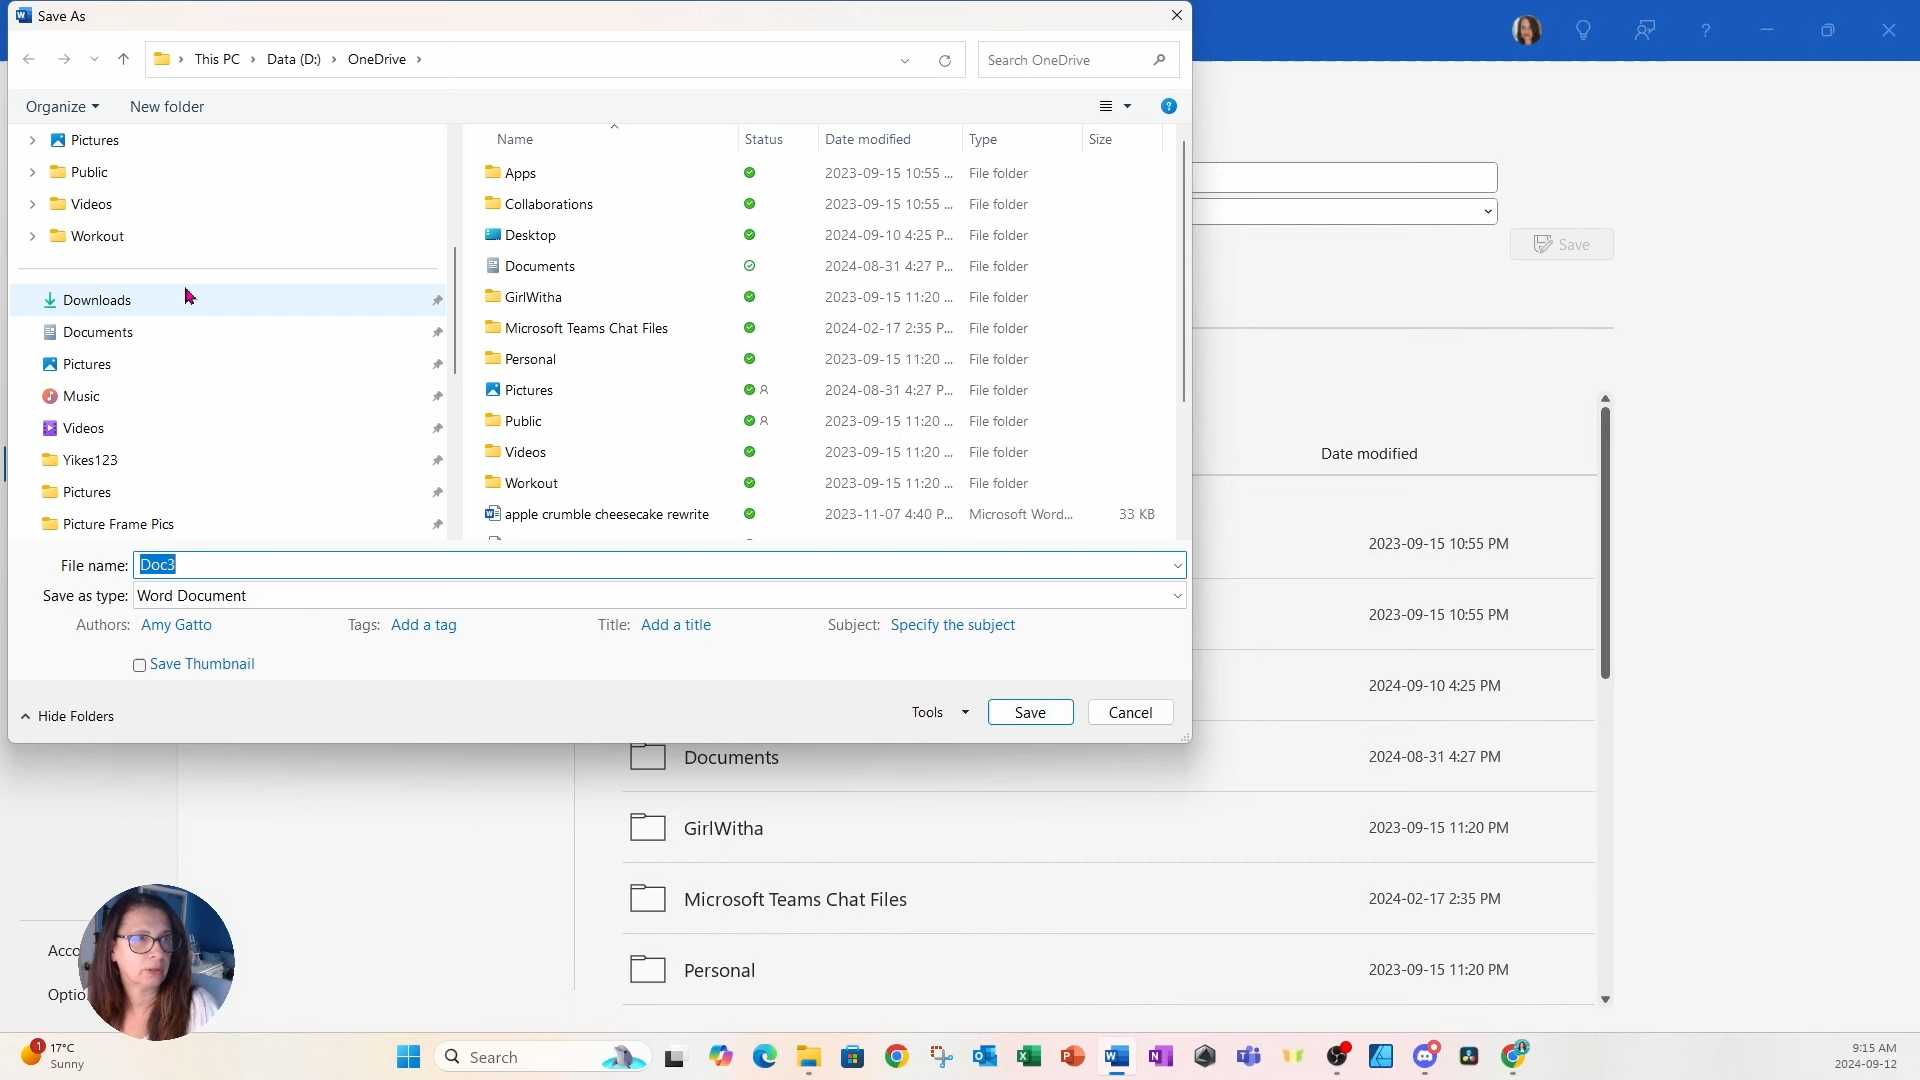 Save As
This PC > Data (D:) > OneDrive >
Search OneDrive
Organize
New folder
Pictures
Public
Videos
Workout
Downloads
Documents
Pictures
Music
Videos
Yikes123
Pictures
Picture Frame Pics
Name Status Date modified Type Size
Apps 2023-09-15 10:55 ... File folder
Collaborations 2023-09-15 10:55 ... File folder
Desktop 2024-09-10 4:25 P... File folder
Documents 2024-08-31 4:27 P... File folder
GirlWitha 2023-09-15 11:20 ... File folder
Microsoft Teams Chat Files 2024-02-17 2:35 P... File folder
Personal 2023-09-15 11:20 ... File folder
Pictures 2024-08-31 4:27 P... File folder
Public 2023-09-15 11:20 ... File folder
Videos 2023-09-15 11:20 ... File folder
Workout 2023-09-15 11:20 ... File folder
apple crumble cheesecake rewrite 2023-11-07 4:40 P... Microsoft Word... 33 KB
File name: Doc3
Save as type: Word Document
Authors: Amy Gatto Tags: Add a tag Title: Add a title Subject: Specify the subject
Save Thumbnail
Hide Folders
Tools
Save
Cancel
Save
Date modified
2023-09-15 10:55 PM
2023-09-15 10:55 PM
2024-09-10 4:25 PM
Documents 2024-08-31 4:27 PM
GirlWitha 2023-09-15 11:20 PM
Microsoft Teams Chat Files 2024-02-17 2:35 PM
Personal 2023-09-15 11:20 PM
Acco
Optio
1
17°C
Sunny
Search
9:15 AM
2024-09-12